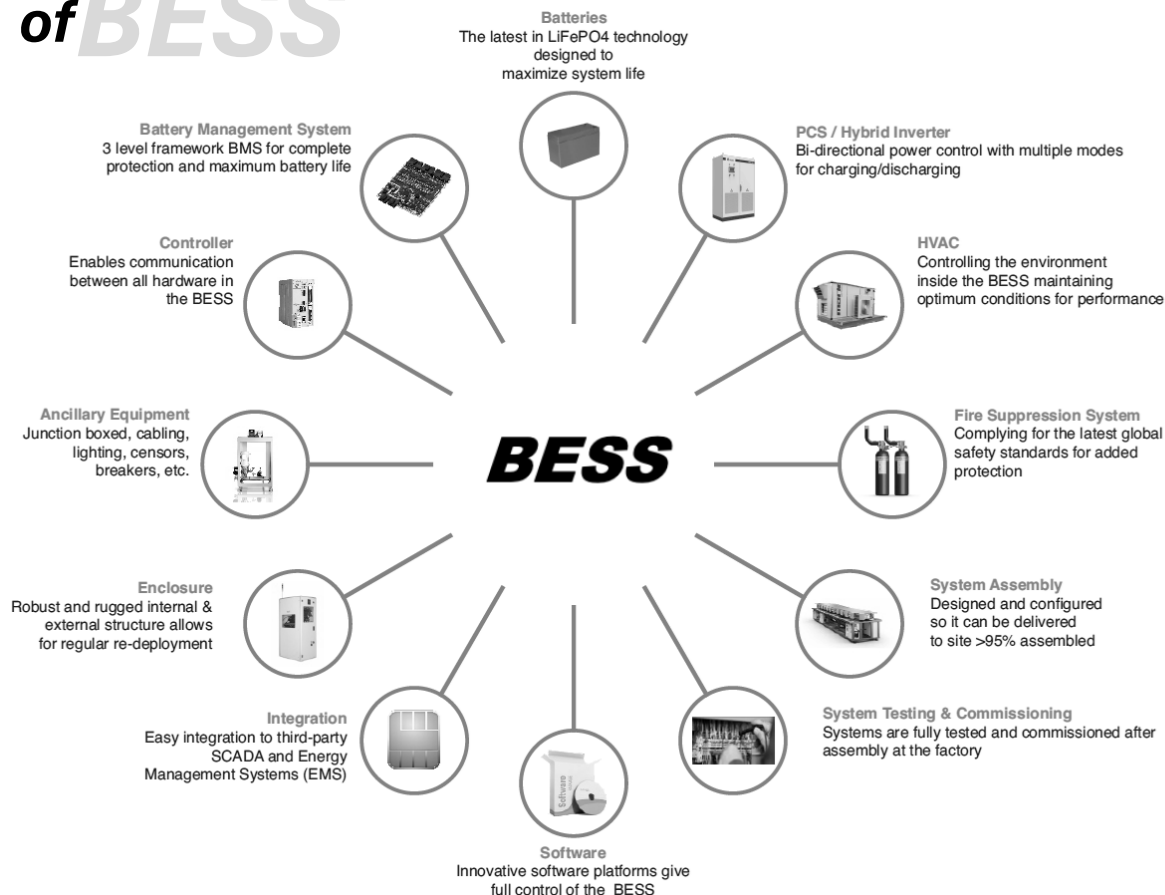 of BESS
Batteries
The latest in LiFePO4 technology
designed to
maximize system life
Battery Management System
3 level framework BMS for complete
protection and maximum battery life
PCS / Hybrid Inverter
Bi-directional power control with multiple modes
for charging/discharging
Controller
Enables communication
between all hardware in
the BESS
HVAC
Controlling the environment
inside the BESS maintaining
optimum conditions for performance
Ancillary Equipment
Junction boxed, cabling,
lighting, censors,
breakers, etc.
BESS
Fire Suppression System
Complying for the latest global
safety standards for added
protection
Enclosure
Robust and rugged internal &
external structure allows
for regular re-deployment
System Assembly
Designed and configured
so it can be delivered
to site >95% assembled
Integration
Easy integration to third-party
SCADA and Energy
Management Systems (EMS)
System Testing & Commissioning
Systems are fully tested and commissioned after
assembly at the factory
Software
Software
Innovative software platforms give
full control of the BESS